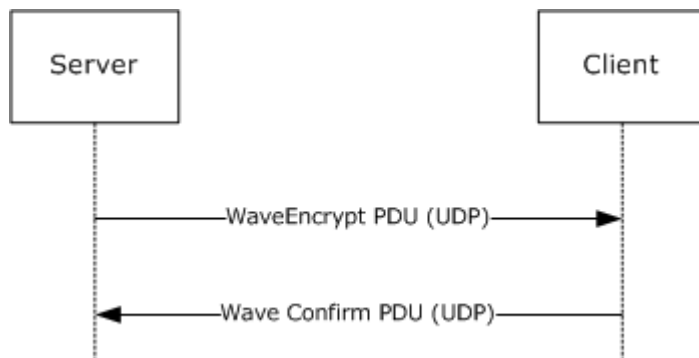 Server
Client
WaveEncrypt PDU (UDP)
Wave Confirm PDU (UDP)